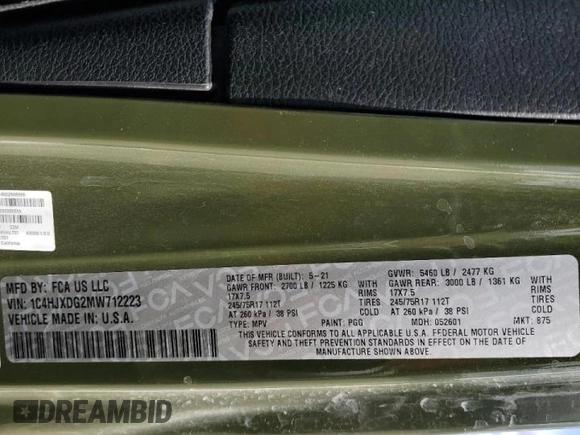 MFD BY: FCA US LLC
VIN: 1C4HJXDG2MW712223
VEHICLE MADE IN: U.S.A.
DATE OF MFR (BUILT): 5-21
GVWR: 5460 LB / 2477 KG
GAWR FRONT: 2700 LB / 1225 KG
WITH
GAWR REAR: 3000 LB / 1361 KG
WITH
17X7.5
RIMS
17X7.5
RIMS
245/75R17 112T
TIRES
245/75R17 112T
TIRES
AT 260 kPa / 38 PSI
COLD
AT 260 kPa / 38 PSI
COLD
TYPE: MPV
PAINT: PGG
MDH: 052601
MKT: 875
THIS VEHICLE CONFORMS TO ALL APPLICABLE U.S.A. FEDERAL MOTOR VEHICLE
SAFETY AND THEFT PREVENTION STANDARDS IN EFFECT ON THE DATE OF
MANUFACTURE SHOWN ABOVE.
DREAMBID